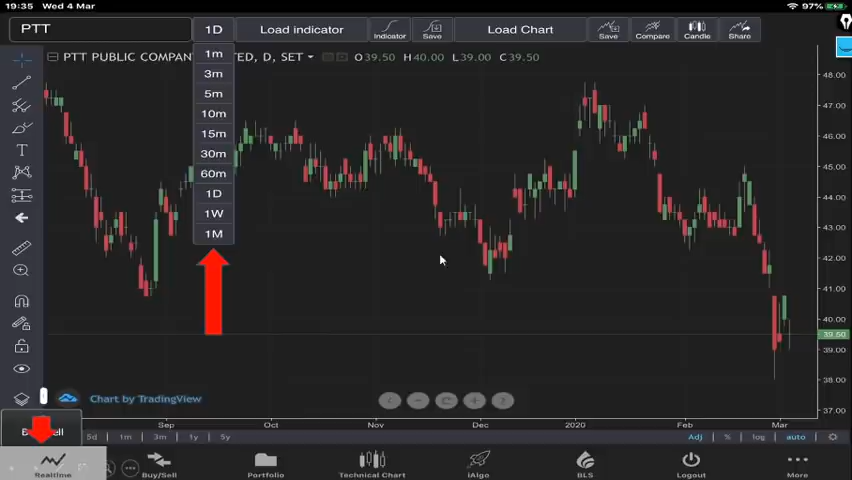 19:35 Wed 4 Mar
97%
PTT
1D
Load indicator
Indicator
Save
Load Chart
Save
Compare
Candle
Share
PTT PUBLIC COMPAN TED, D, SET
O39.50 H40.00 L39.00 C39.50
1m
3m
5m
10m
15m
30m
60m
1D
1W
1M
48.00
47.00
46.00
45.00
44.00
43.00
42.00
41.00
40.00
39.50
39.00
38.00
37.00
Chart by TradingView
Sep
Oct
Nov
Dec
2020
Feb
Mar
5d
1m
3m
1y
5y
Adj
%
log
auto
Realtime
Buy/Sell
Portfolio
Technical Chart
iAlgo
BLS
Logout
More